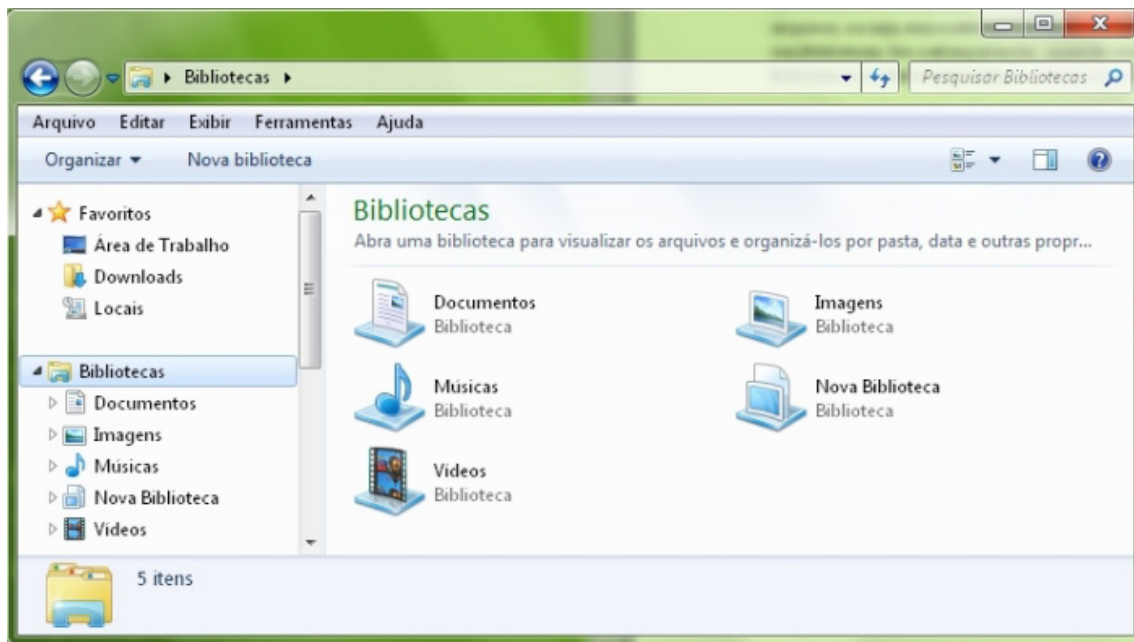 Bibliotecas
Pesquisar Bibliotecas
Arquivo Editar Exibir Ferramentas Ajuda
Organizar Nova biblioteca
Favoritos
Área de Trabalho
Downloads
Locais
Bibliotecas
Documentos
Imagens
Músicas
Nova Biblioteca
Vídeos
Bibliotecas
Abra uma biblioteca para visualizar os arquivos e organizá-los por pasta, data e outras propr...
Documentos
Biblioteca
Imagens
Biblioteca
Músicas
Biblioteca
Nova Biblioteca
Biblioteca
Vídeos
Biblioteca
5 itens